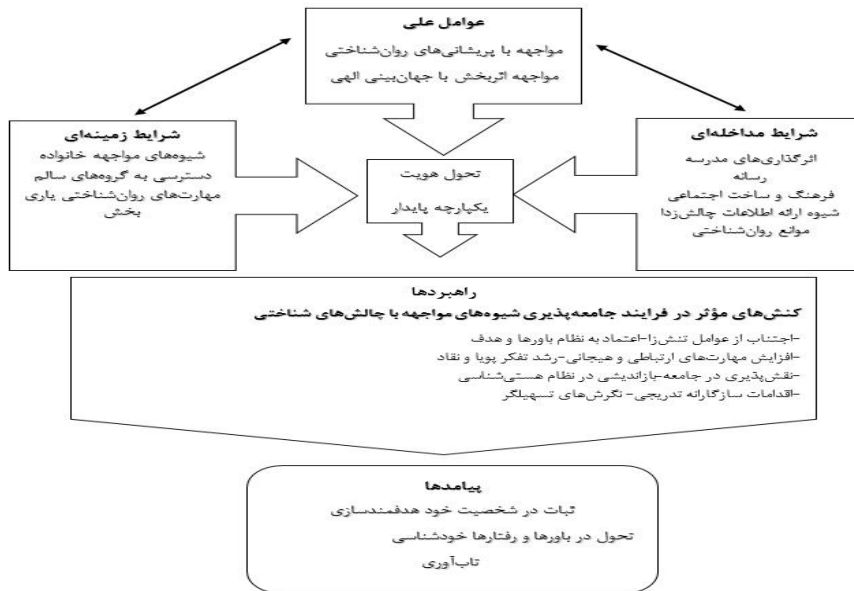 عوامل علی
مواجهه با پریشانی‌های روان‌شناختی
مواجهه اثربخش با جهان‌بینی الهی
شرایط مداخله‌ای
اثرگذاری‌های مدرسه
رسانه
فرهنگ و ساخت اجتماعی
شیوه ارائه اطلاعات چالش‌زدا
موانع روان‌شناختی
تحول هویت
یکپارچه پایدار
شرایط زمینه‌ای
شیوه‌های مواجهه خانواده
دسترسی به گروه‌های سالم
مهارت‌های روان‌شناختی یاری
بخش
راهبردها
کنش‌های مؤثر در فرایند جامعه‌پذیری شیوه‌های مواجهه با چالش‌های شناختی
-اجتناب از عوامل تنش‌زا-اعتماد به نظام باورها و هدف
-افزایش مهارت‌های ارتباطی و هیجانی-رشد تفکر پویا و نقاد
-نقش‌پذیری در جامعه-بازاندیشی در نظام هستی‌شناسی
-اقدامات سازگارانه تدریجی- نگرش‌های تسهیلگر
پیامدها
ثبات در شخصیت خود هدفمندسازی
تحول در باورها و رفتارها خودشناسی
تاب‌آوری